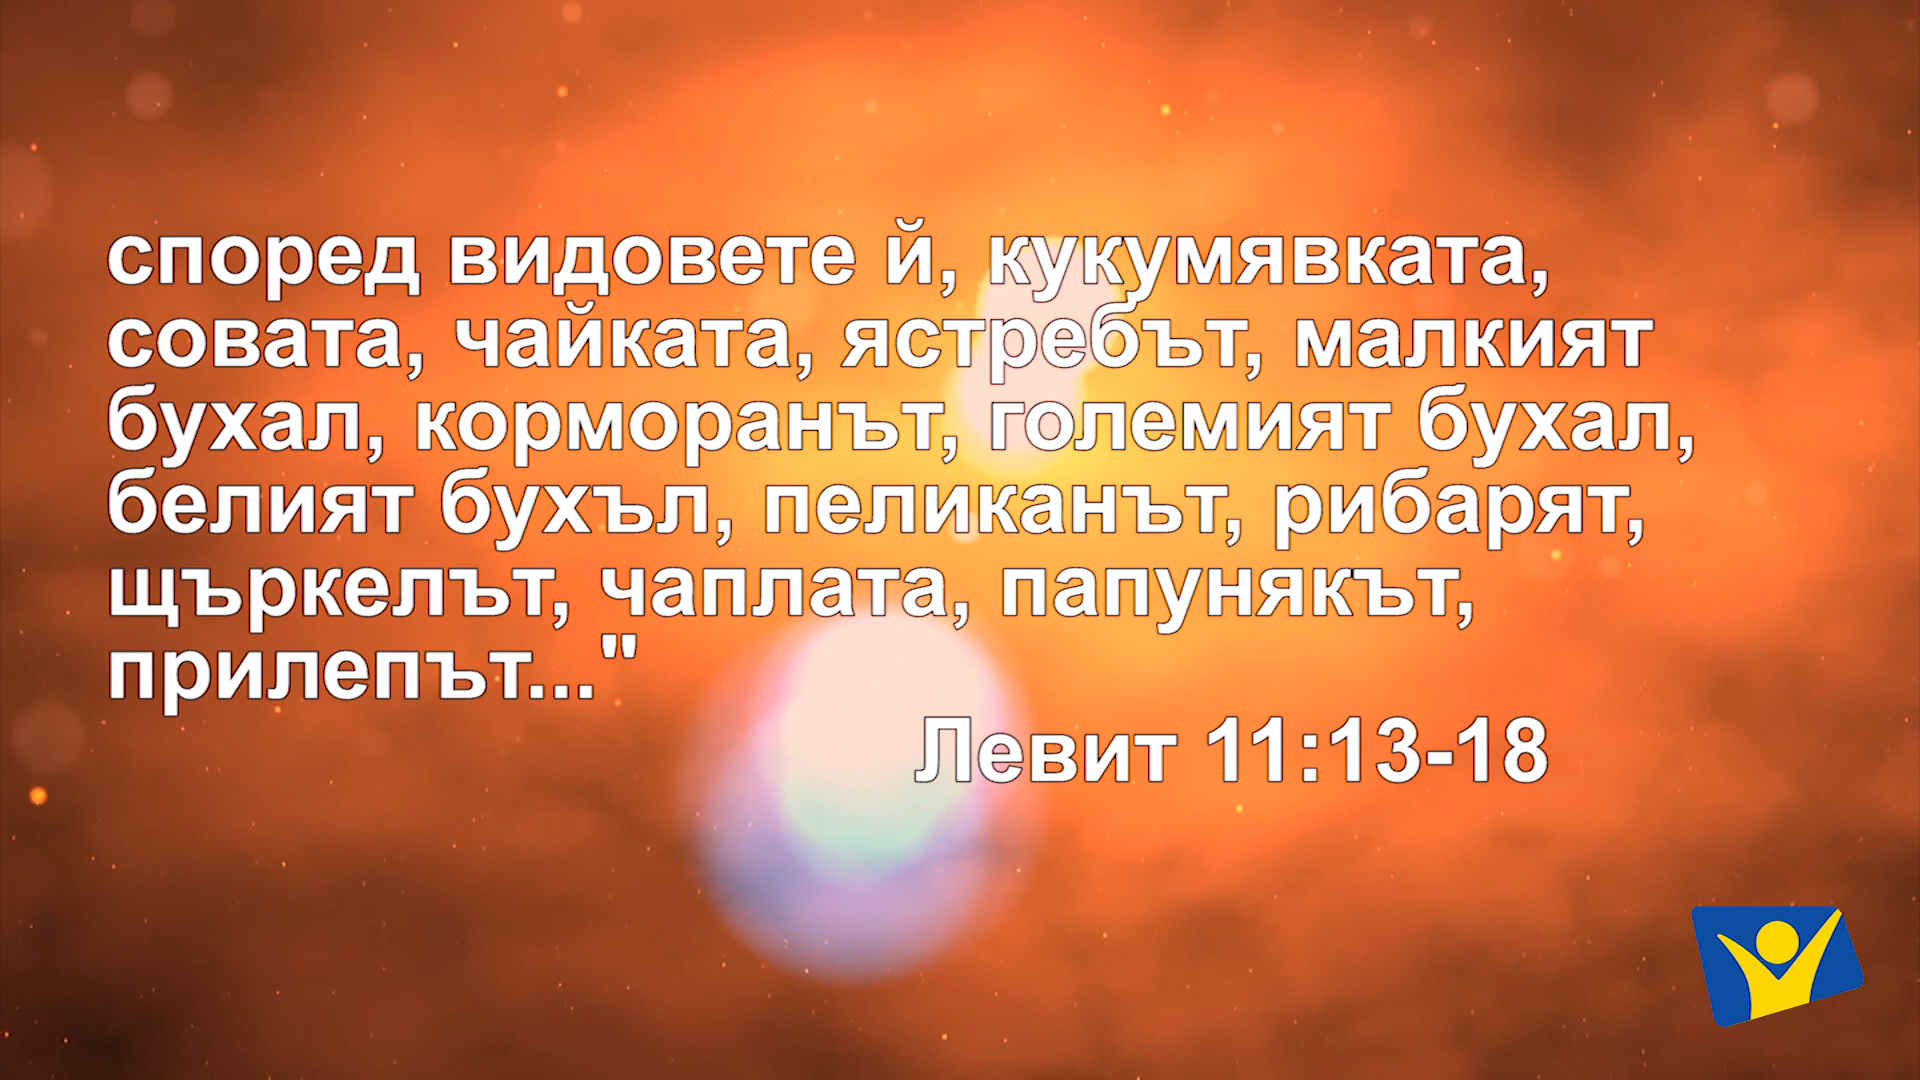 според видовете й, кукумявката,
совата, чайката, ястребът, малкият
бухал, корморанът, големият бухал,
белият бухъл, пеликанът, рибарят,
щъркелът, чаплата, папунякът,
прилепът..."
Левит 11:13-18